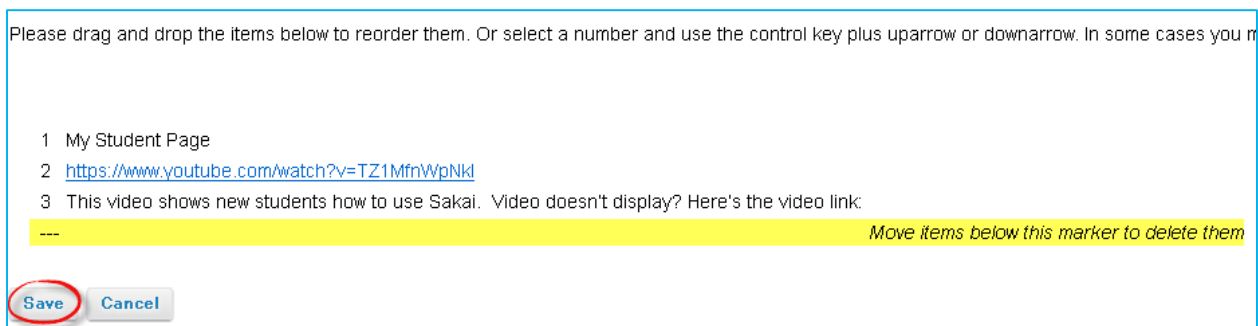 Please drag and drop the items below to reorder them. Or select a number and use the control key plus uparrow or downarrow. In some cases you
1 My Student Page
2 https://www.youtube.com/watch?v=TZ1MfnWpNkI
3 This video shows new students how to use Sakai. Video doesn't display? Here's the video link:
--- Move items below this marker to delete them
Save Cancel